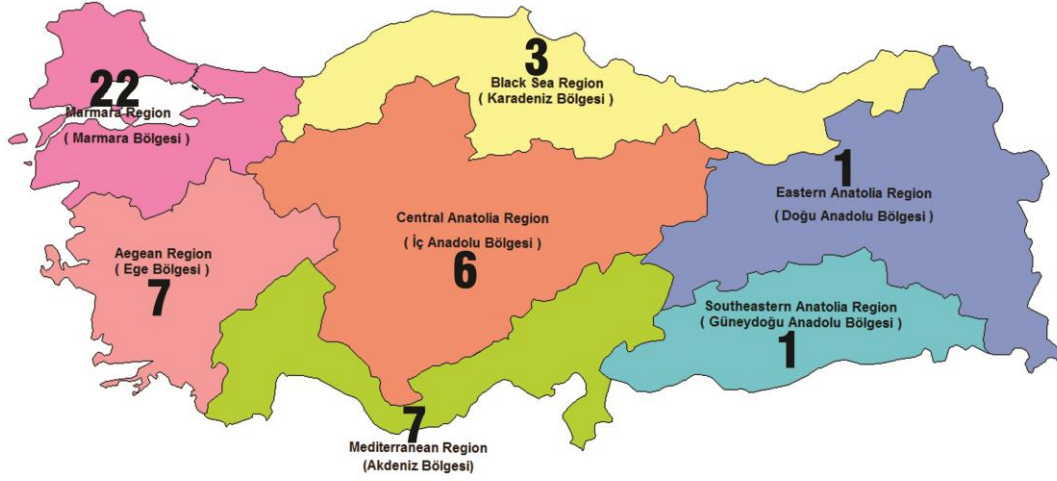 3
Black Sea Region
( Karadeniz Bölgesi )
22
Marmara Region
( Marmara Bölgesi )
1
Eastern Anatolia Region
( Doğu Anadolu Bölgesi )
Central Anatolia Region
( İç Anadolu Bölgesi )
6
Aegean Region
( Ege Bölgesi )
7
Southeastern Anatolia Region
( Güneydoğu Anadolu Bölgesi )
1
7
Mediterranean Region
(Akdeniz Bölgesi)